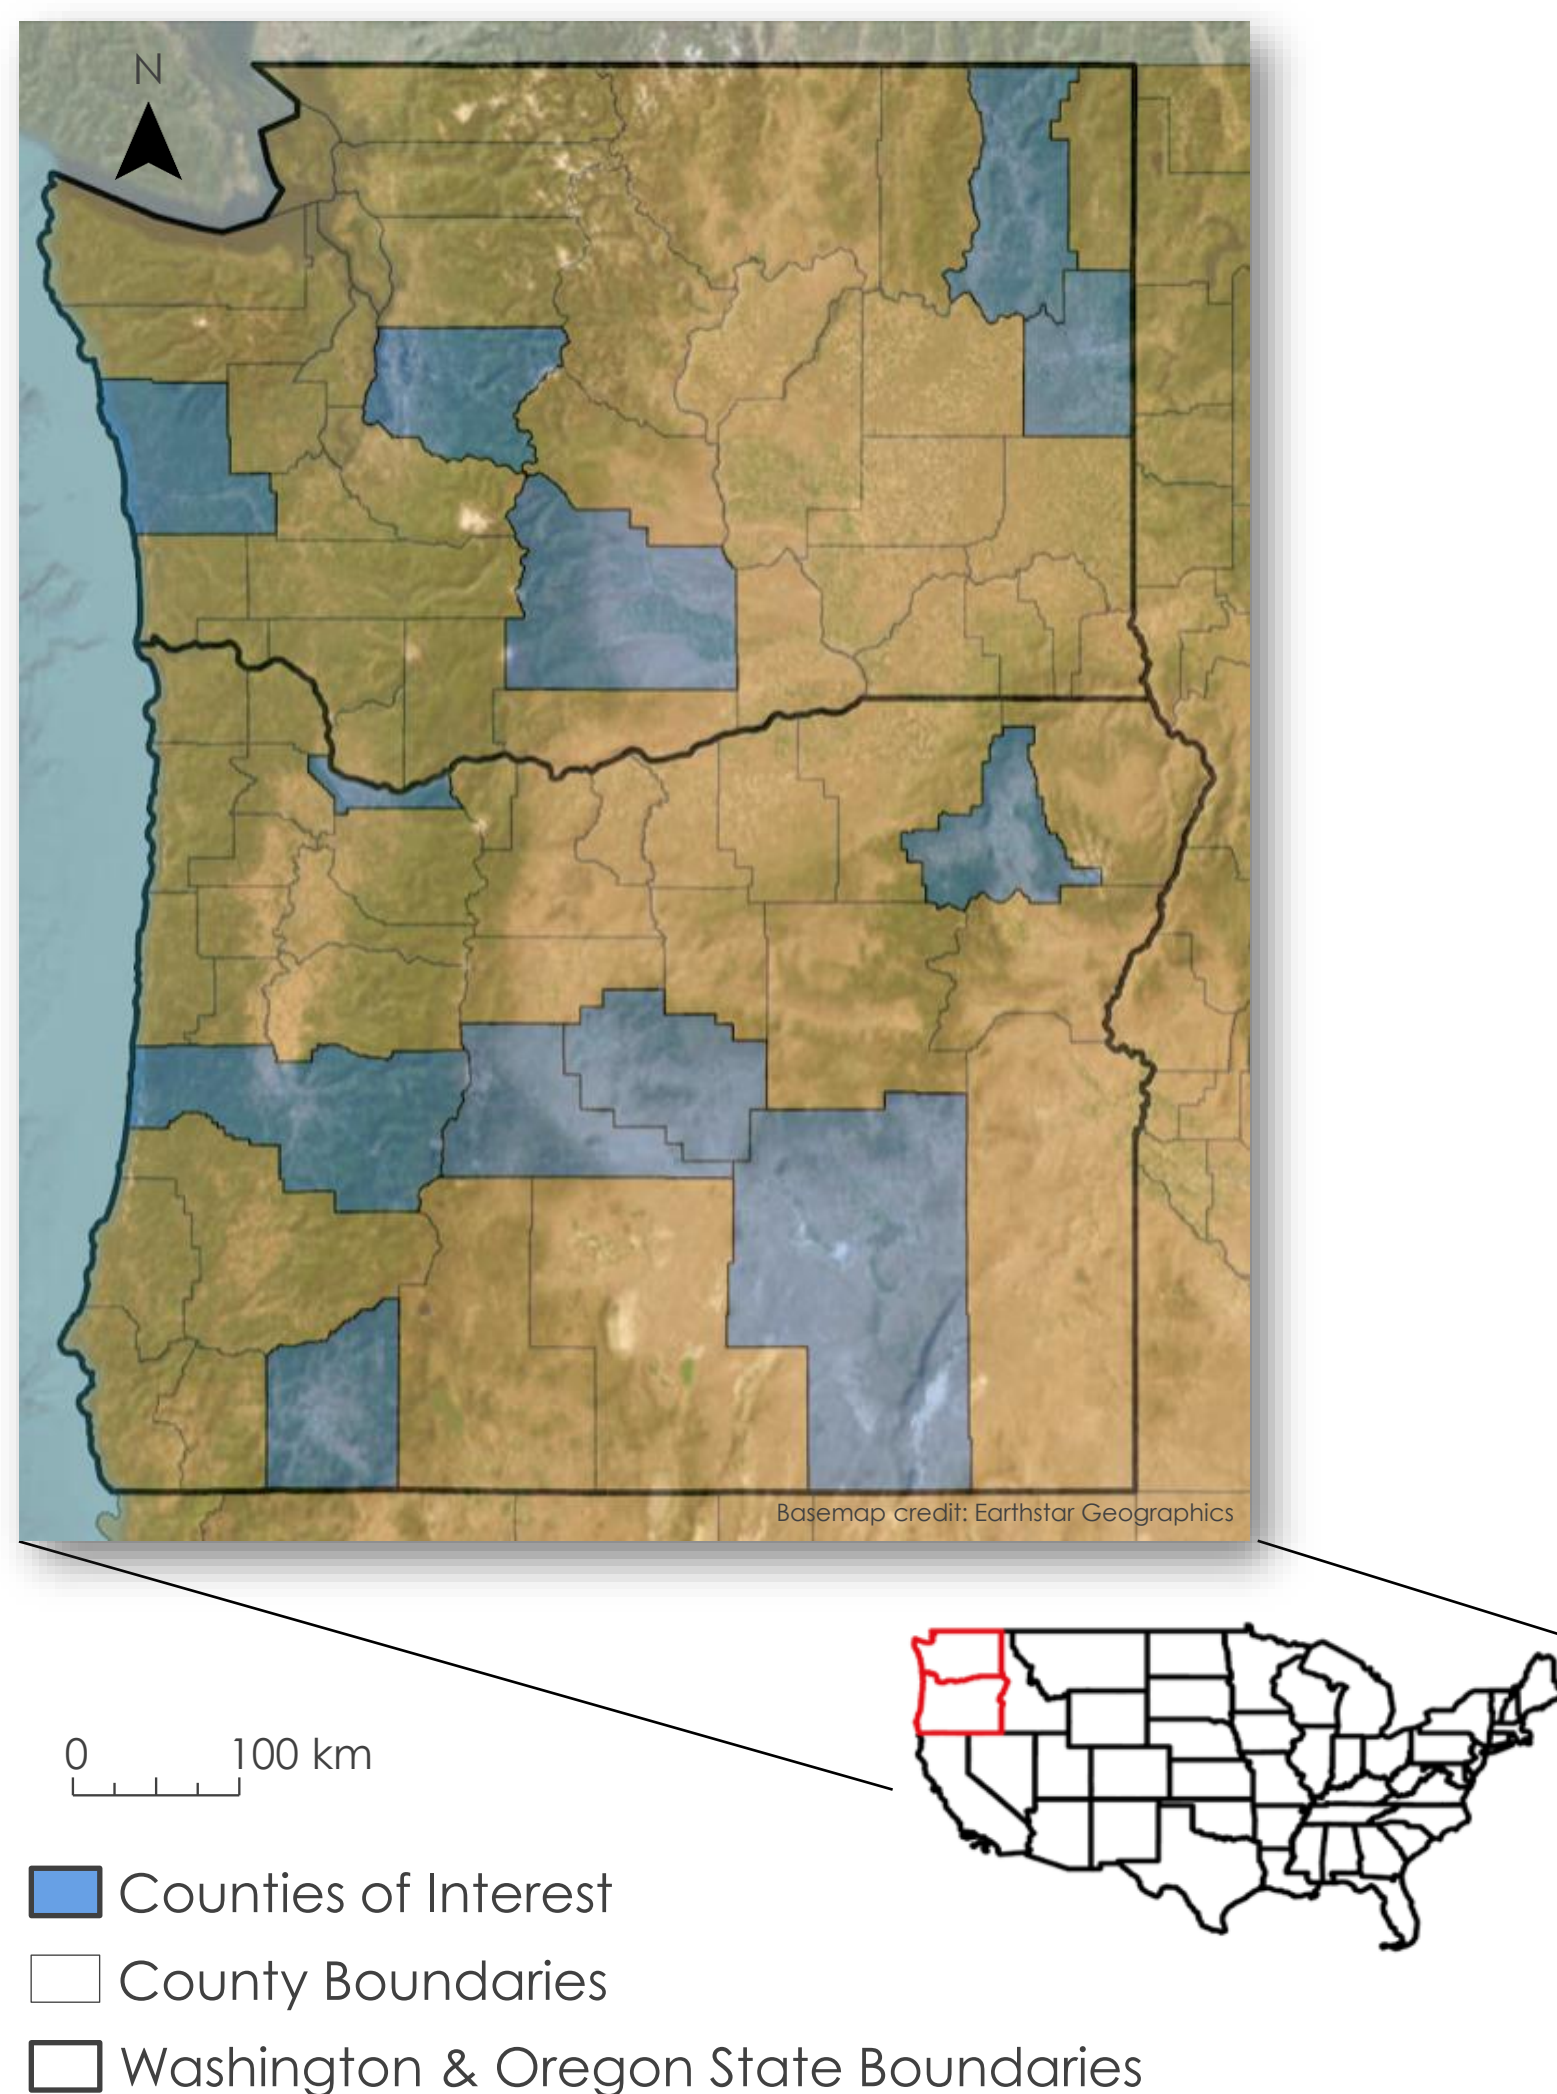 N
Basemap credit: Earthstar Geographics
0 100 km
Counties of Interest
County Boundaries
Washington & Oregon State Boundaries